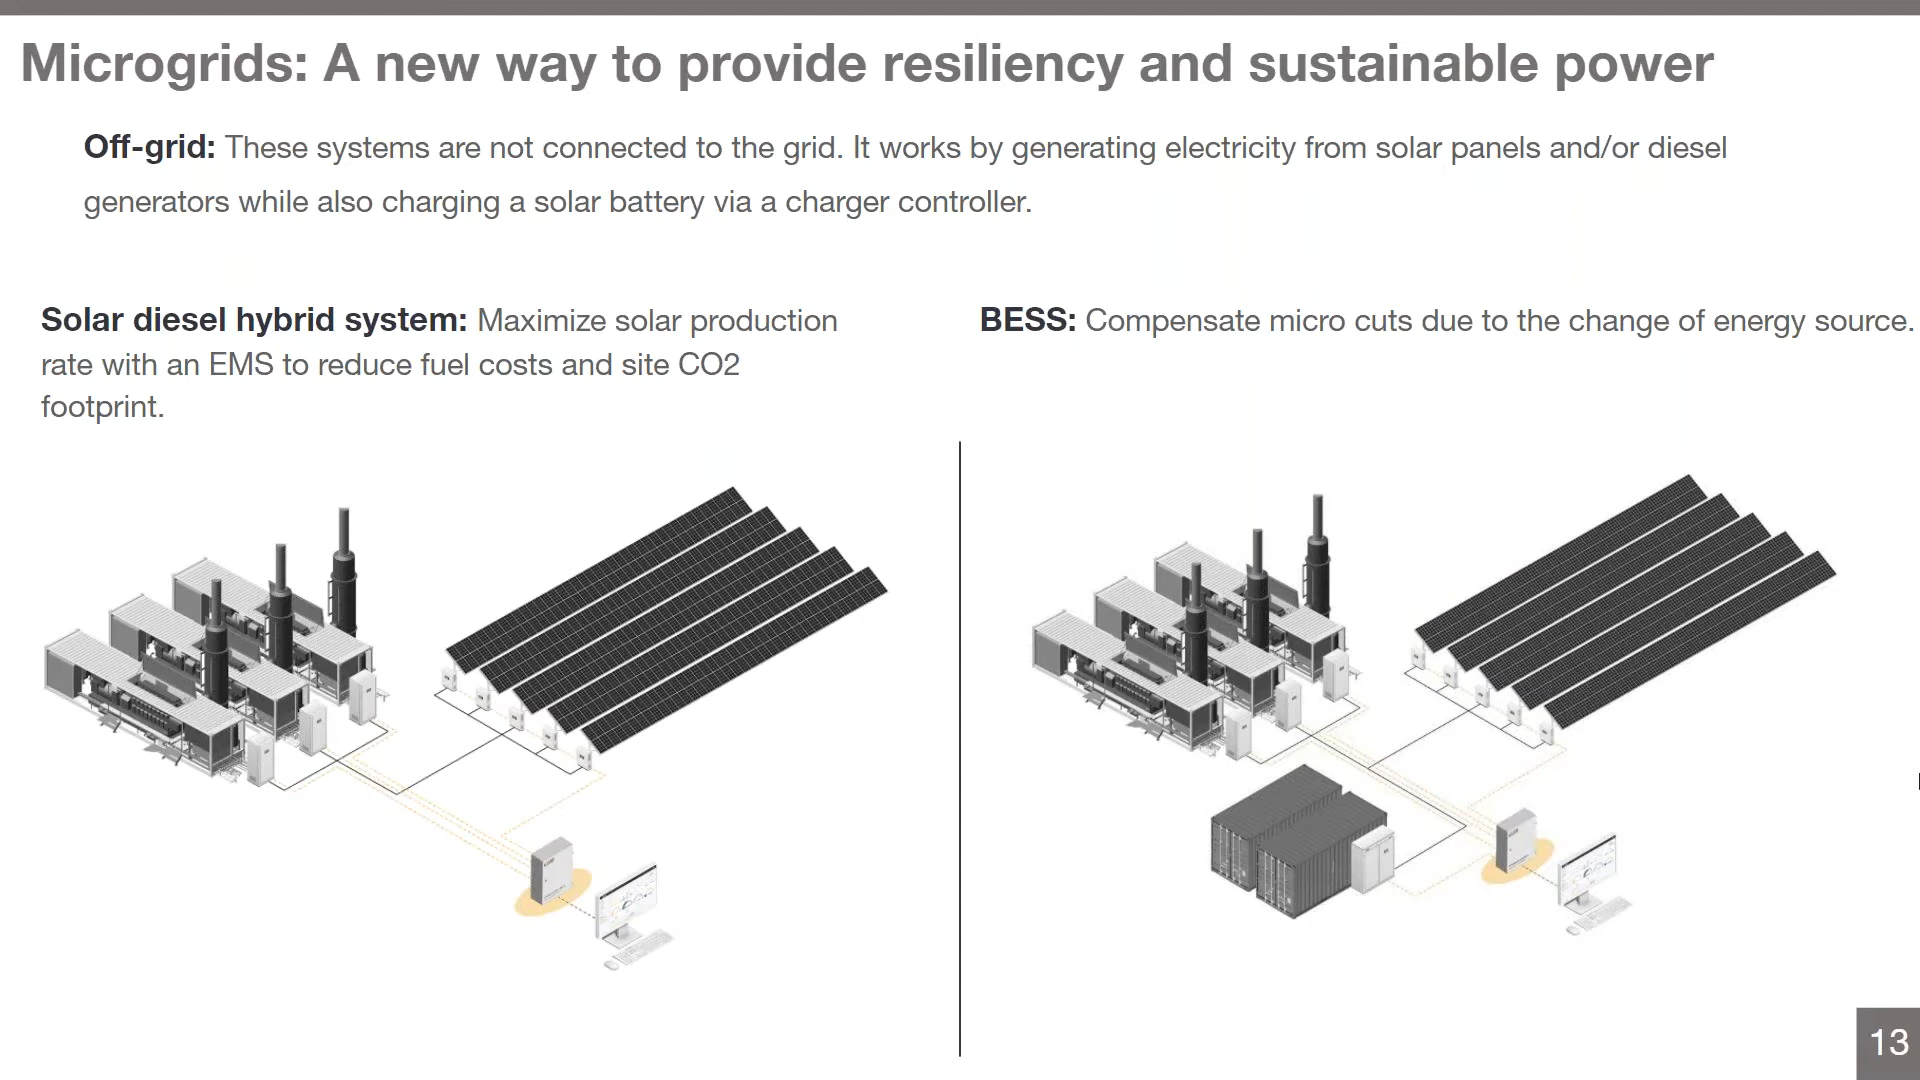 Microgrids: A new way to provide resiliency and sustainable power
Off-grid: These systems are not connected to the grid. It works by generating electricity from solar panels and/or diesel
generators while also charging a solar battery via a charger controller.
Solar diesel hybrid system: Maximize solar production
rate with an EMS to reduce fuel costs and site CO2
footprint.
BESS: Compensate micro cuts due to the change of energy source.
13